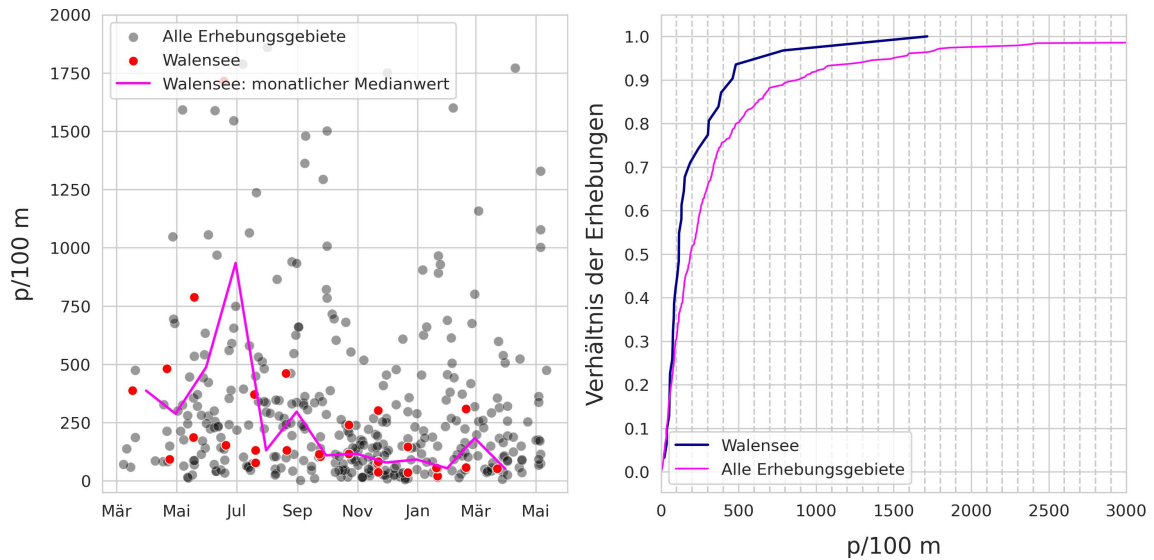 2000
1750
1500
1250
1000
750
500
250
0
p/100 m
Alle Erhebungsgebiete
Walensee
Walensee: monatlicher Medianwert
Mär
Mai
Jul
Sep
Nov
Jan
Mär
Mai
1.0
0.9
0.8
0.7
0.6
0.5
0.4
0.3
0.2
0.1
0.0
Verhältnis der Erhebungen
Walensee
Alle Erhebungsgebiete
0
500
1000
1500
2000
2500
3000
p/100 m